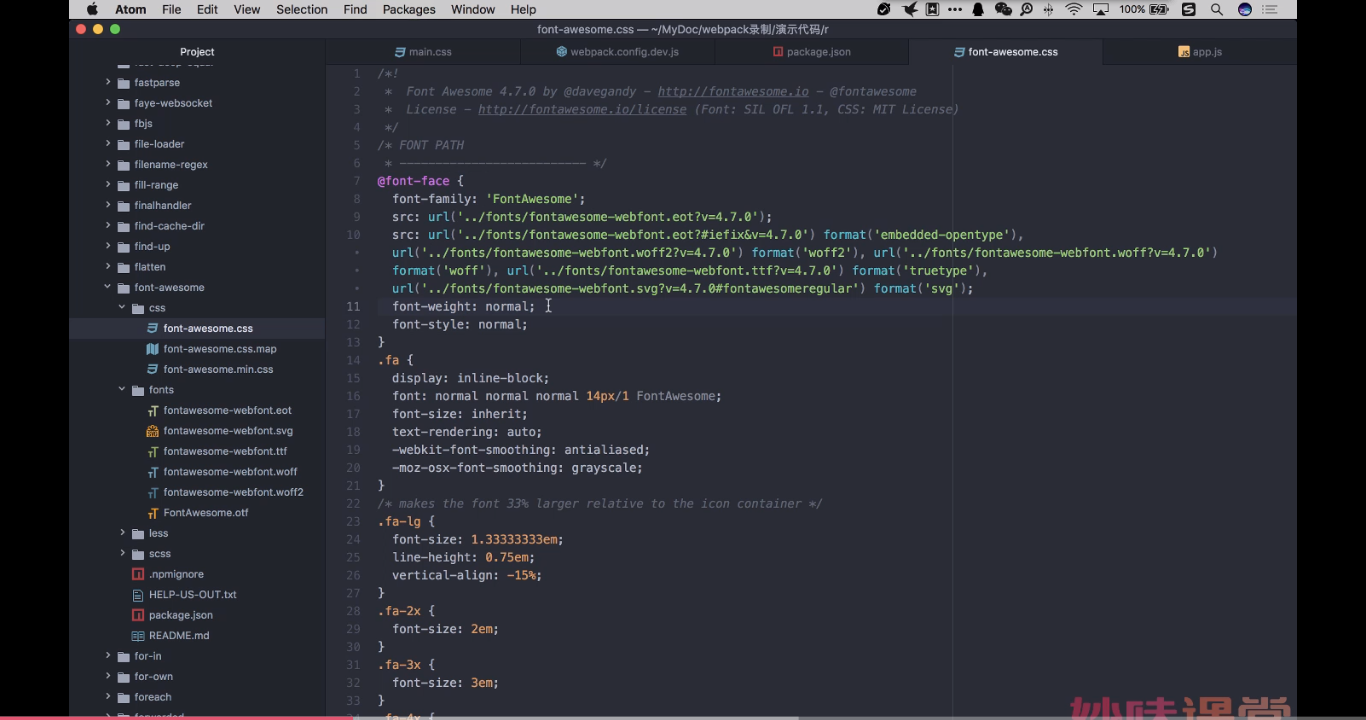 Atom File Edit View Selection Find Packages Window Help 100%
font-awesome.css — ~/MyDoc/webpack录制/演示代码/r
Project
main.css
webpack.config.dev.js
package.json
font-awesome.css
app.js
fastparse
faye-websocket
fbjs
file-loader
filename-regex
fill-range
finalhandler
find-cache-dir
find-up
flatten
font-awesome
css
font-awesome.css
font-awesome.css.map
font-awesome.min.css
fonts
fontawesome-webfont.eot
fontawesome-webfont.svg
fontawesome-webfont.ttf
fontawesome-webfont.woff
fontawesome-webfont.woff2
FontAwesome.otf
less
scss
.npmignore
HELP-US-OUT.txt
package.json
README.md
for-in
for-own
foreach
forwarded
1 /*!
2  *  Font Awesome 4.7.0 by @davegandy - http://fontawesome.io - @fontawesome
3  *  License - http://fontawesome.io/license (Font: SIL OFL 1.1, CSS: MIT License)
4  */
5 /* FONT PATH
6  * -------------------------- */
7 @font-face {
8   font-family: 'FontAwesome';
9   src: url('../fonts/fontawesome-webfont.eot?v=4.7.0');
10   src: url('../fonts/fontawesome-webfont.eot?#iefix&v=4.7.0') format('embedded-opentype'),
• url('../fonts/fontawesome-webfont.woff2?v=4.7.0') format('woff2'), url('../fonts/fontawesome-webfont.woff?v=4.7.0')
• format('woff'), url('../fonts/fontawesome-webfont.ttf?v=4.7.0') format('truetype'),
• url('../fonts/fontawesome-webfont.svg?v=4.7.0#fontawesomeregular') format('svg');
11   font-weight: normal;
12   font-style: normal;
13 }
14 .fa {
15   display: inline-block;
16   font: normal normal normal 14px/1 FontAwesome;
17   font-size: inherit;
18   text-rendering: auto;
19   -webkit-font-smoothing: antialiased;
20   -moz-osx-font-smoothing: grayscale;
21 }
22 /* makes the font 33% larger relative to the icon container */
23 .fa-lg {
24   font-size: 1.33333333em;
25   line-height: 0.75em;
26   vertical-align: -15%;
27 }
28 .fa-2x {
29   font-size: 2em;
30 }
31 .fa-3x {
32   font-size: 3em;
33 }
34 .fa-4x {
妙味课堂